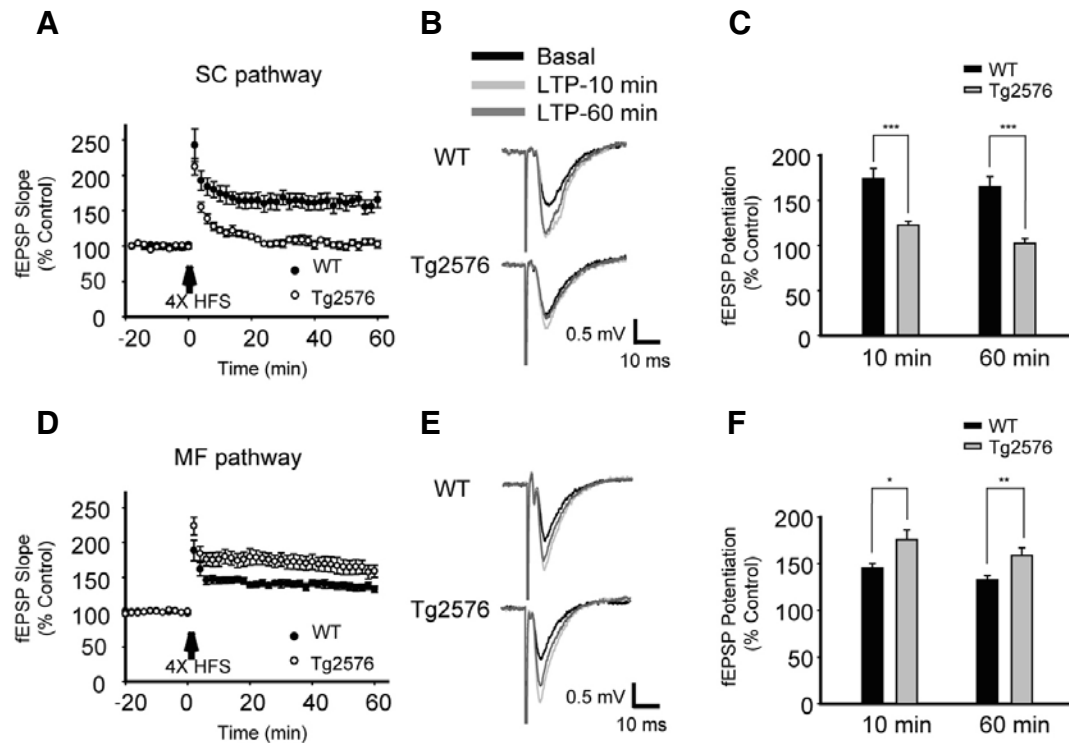 A
SC pathway
fEPSP Slope
(% Control)
250
200
150
100
50
0
4X HFS
WT
Tg2576
-20
0
20
40
60
Time (min)
B
Basal
LTP-10 min
LTP-60 min
WT
Tg2576
0.5 mV
10 ms
C
WT
Tg2576
***
***
fEPSP Potentiation
(% Control)
200
150
100
50
0
10 min
60 min
D
MF pathway
fEPSP Slope
(% Control)
250
200
150
100
50
0
4X HFS
WT
Tg2576
-20
0
20
40
60
Time (min)
E
WT
Tg2576
0.5 mV
10 ms
F
WT
Tg2576
*
**
fEPSP Potentiation
(% Control)
200
150
100
50
0
10 min
60 min